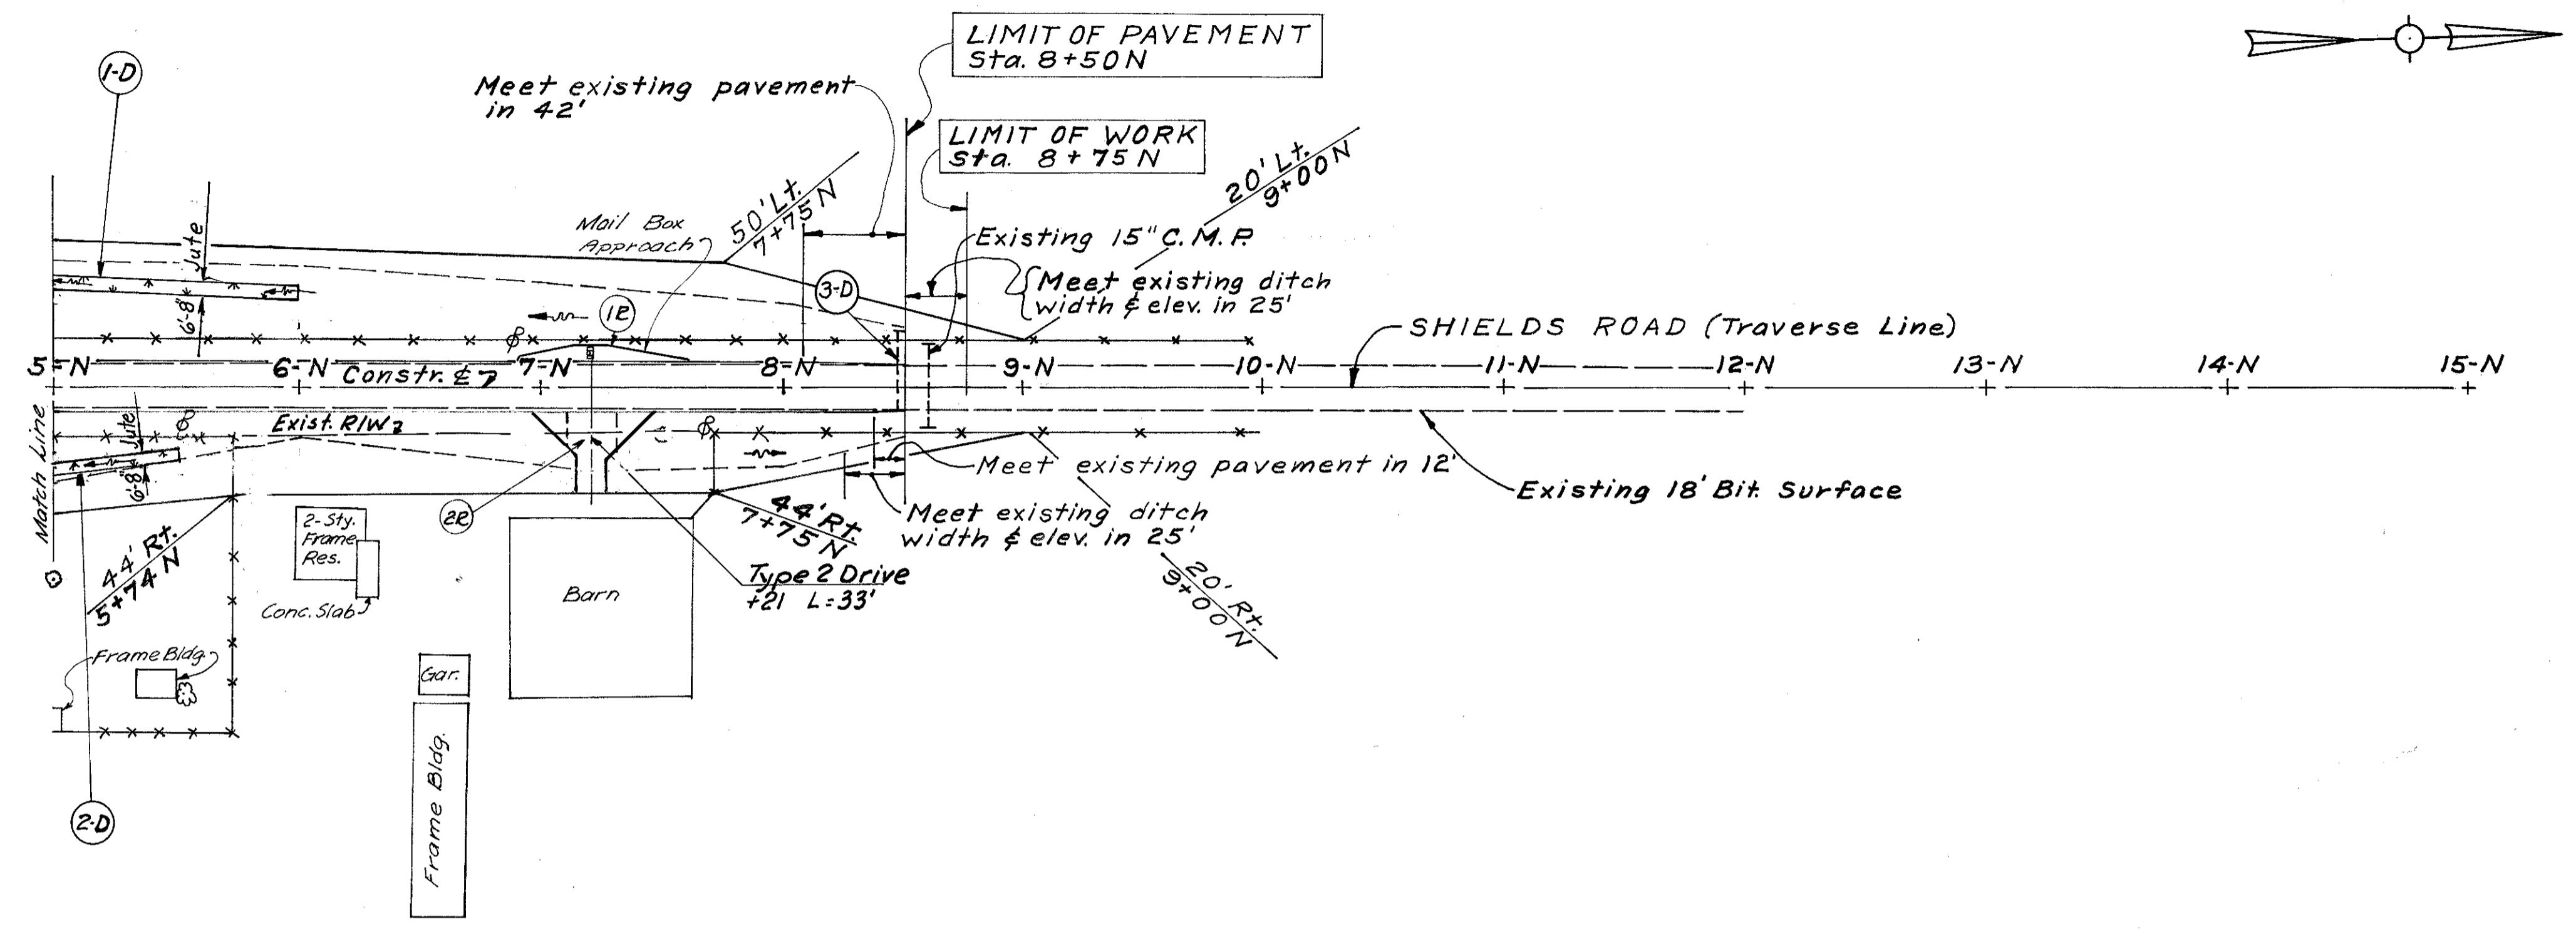 LIMIT OF PAVEMENT
Sta. 8+50N
1-D
Meet existing pavement
in 42'
LIMIT OF WORK
Sta. 8+75N
20' Lt.
9+00N
50' Lt.
7+75N
Mail Box
Approach
Jute
6'-8"
Existing 15" C.M.P.
Meet existing ditch
width & elev. in 25'
3-D
1R
SHIELDS ROAD (Traverse Line)
5-N 6-N 7-N 8-N 9-N 10-N 11-N 12-N 13-N 14-N 15-N
Constr. ℄
Match Line
Exist. R/W
Jute
6'-8"
Meet existing pavement in 12'
Existing 18' Bit. Surface
2R
44' Rt.
7+75N
Meet existing ditch
width & elev. in 25'
2-Sty.
Frame
Res.
44' Rt.
5+74N
Conc. Slab
Type 2 Drive
+21 L=33'
Barn
20' Rt.
9+00N
Frame Bldg.
Gar.
Frame Bldg.
2-D